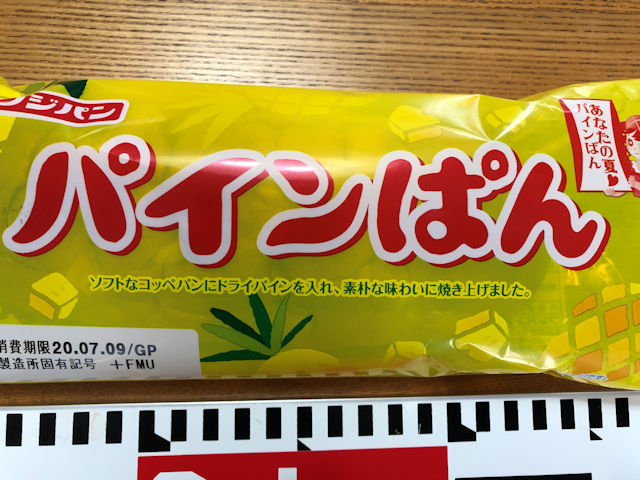 フジパン
あなたの夏♥
パインぱん
パインぱん
ソフトなコッペパンにドライパインを入れ、素朴な味わいに焼き上げました。
消費期限20.07.09/GP
製造所固有記号 +FMU